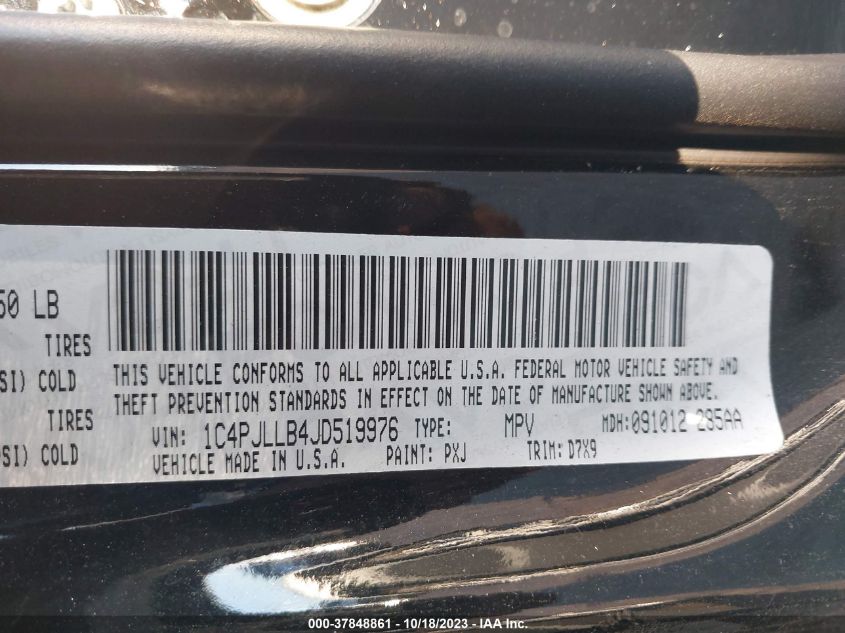 50 LB
TIRES
SI) COLD
TIRES
PSI) COLD
THIS VEHICLE CONFORMS TO ALL APPLICABLE U.S.A. FEDERAL MOTOR VEHICLE SAFETY AND
THEFT PREVENTION STANDARDS IN EFFECT ON THE DATE OF MANUFACTURE SHOWN ABOVE.
VIN: 1C4PJLLB4JD519976 TYPE: MPV MDH:091012 295AA
VEHICLE MADE IN U.S.A. PAINT: PXJ TRIM: D7X9
000-37848861 - 10/18/2023 - © IAA, Inc.